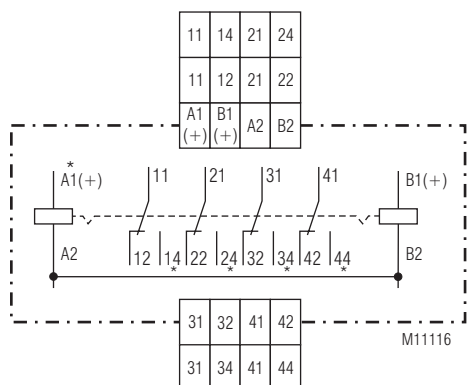 11 14 21 24
11 12 21 22
A1 (+) B1 (+) A2 B2
* A1(+) 11 21 31 41 B1(+)
A2 12 14 22 24 32 34 42 44 B2
* * * *
31 32 41 42
M11116
31 34 41 44